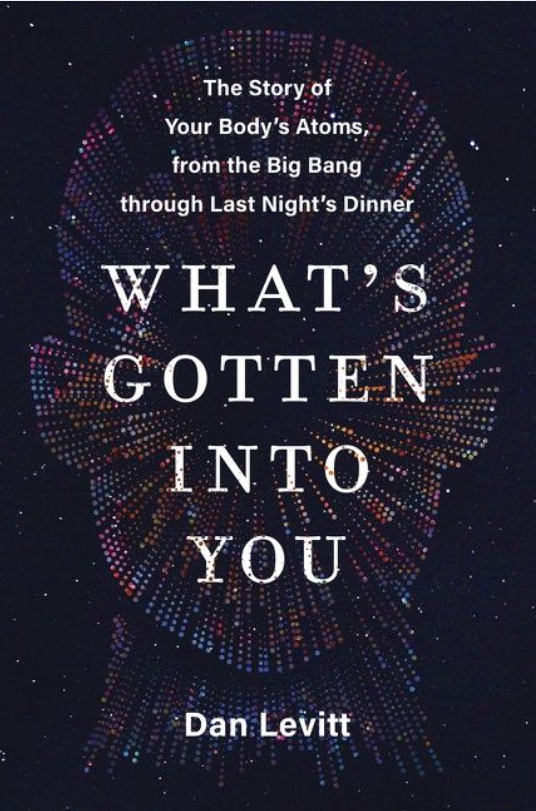 The Story of
Your Body's Atoms,
from the Big Bang
through Last Night's Dinner
WHAT'S
GOTTEN
INTO
YOU
Dan Levitt